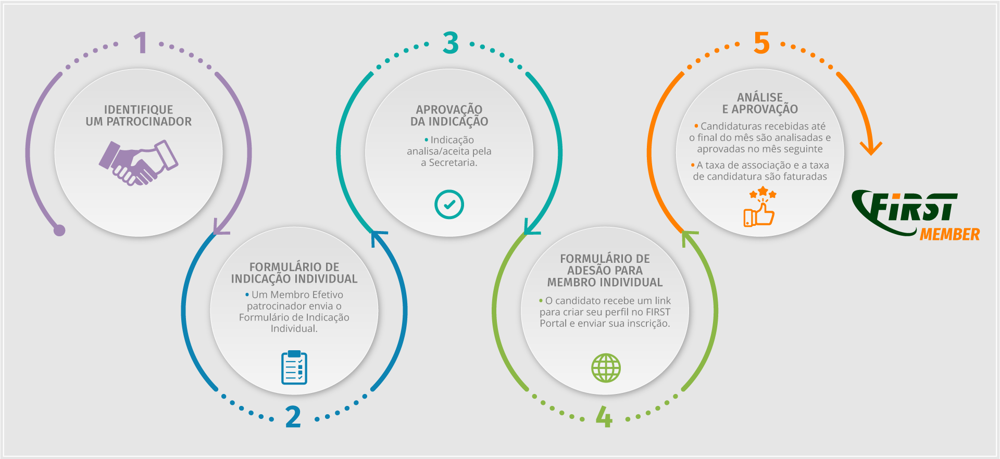 1
IDENTIFIQUE
UM PATROCINADOR
2
FORMULÁRIO DE
INDICAÇÃO INDIVIDUAL
• Um Membro Efetivo
patrocinador envia o
Formulário de Indicação
Individual.
3
APROVAÇÃO
DA INDICAÇÃO
• Indicação
analisa/aceita pela
a Secretaria.
4
FORMULÁRIO DE
ADESÃO PARA
MEMBRO INDIVIDUAL
• O candidato recebe um link
para criar seu perfil no FIRST
Portal e enviar sua inscrição.
5
ANÁLISE
E APROVAÇÃO
• Candidaturas recebidas até
o final do mês são analisadas e
aprovadas no mês seguinte
• A taxa de associação e a taxa
de candidatura são faturadas
FiRST
MEMBER